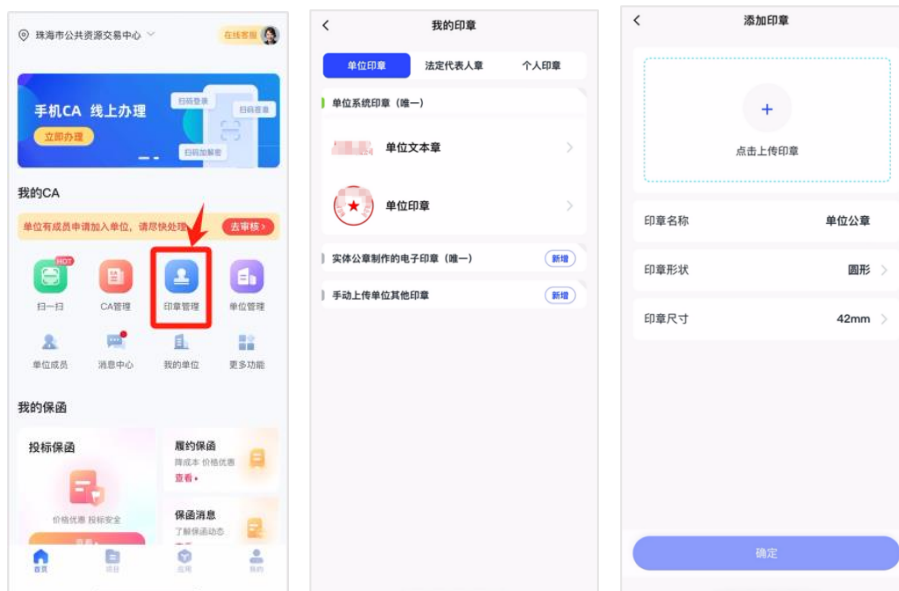 珠海市公共资源交易中心
在线客服
手机CA 线上办理
立即办理
扫码登录
扫码签章
扫码加解密
我的CA
单位有成员申请加入单位，请尽快处理
去审核
HOT
扫一扫
CA管理
印章管理
单位管理
单位成员
消息中心
我的单位
更多功能
我的保函
投标保函
价格优惠 投标安全
履约保函
降成本 价格优惠
查看
保函消息
了解保函动态
首页
项目
应用
我的
我的印章
单位印章
法定代表人章
个人印章
单位系统印章（唯一）
单位文本章
单位印章
实体公章制作的电子印章（唯一）
新增
手动上传单位其他印章
新增
添加印章
点击上传印章
印章名称
单位公章
印章形状
圆形
印章尺寸
42mm
确定